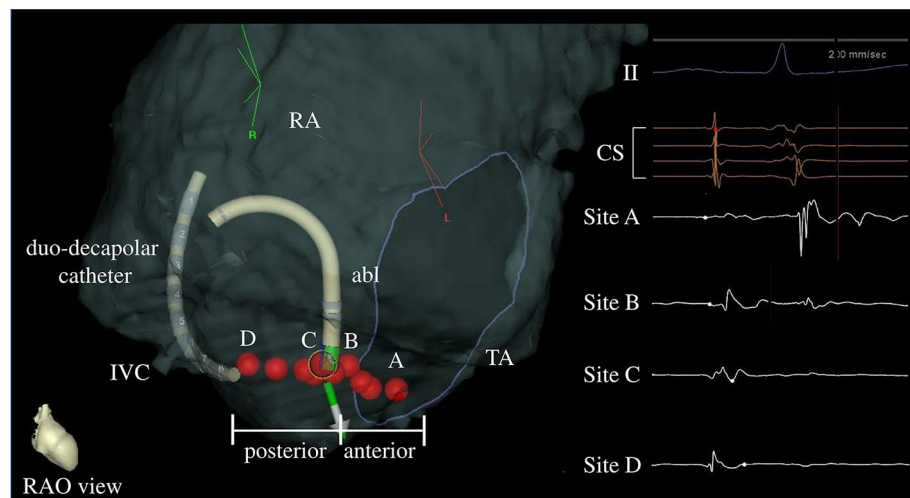 II
200 mm/sec
RA
R
CS
L
Site A
duo-decapolar
catheter
abl
Site B
D
C
B
A
IVC
TA
Site C
posterior
anterior
Site D
RAO view